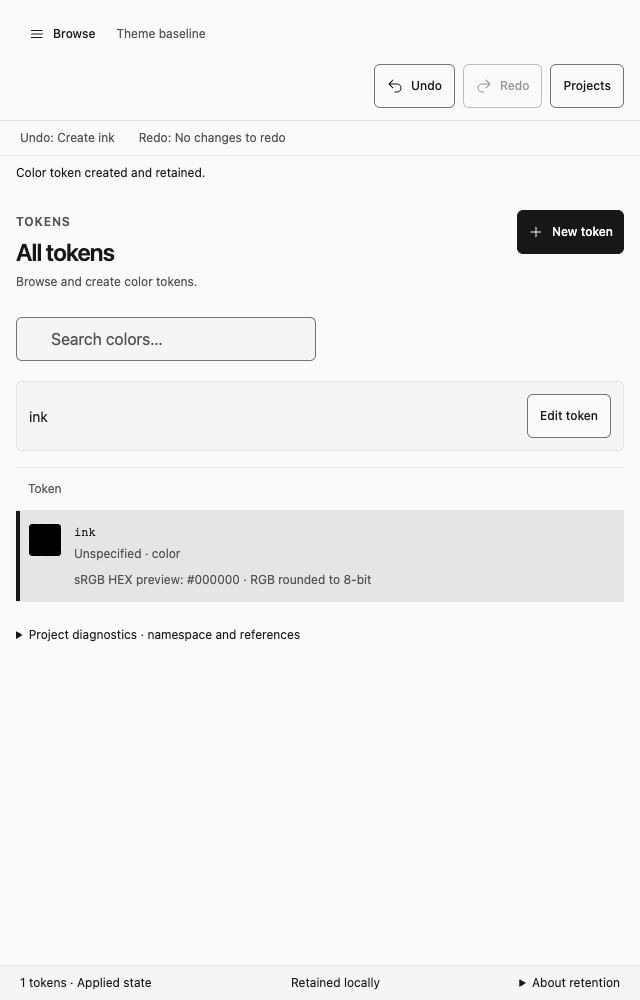 Browse Theme baseline
Undo Redo Projects
Undo: Create ink Redo: No changes to redo
Color token created and retained.
TOKENS
New token
All tokens
Browse and create color tokens.
Search colors...
ink Edit token
Token
ink
Unspecified · color
sRGB HEX preview: #000000 · RGB rounded to 8-bit
Project diagnostics · namespace and references
1 tokens · Applied state Retained locally About retention